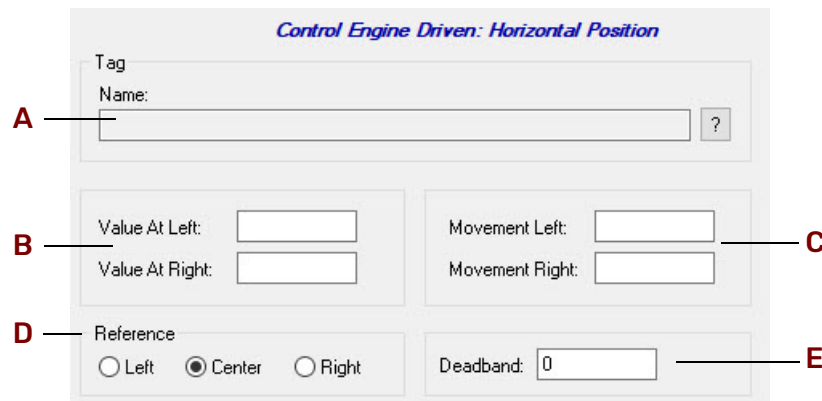 Control Engine Driven: Horizontal Position
Tag
Name:
A
?
Value At Left:
Movement Left:
B
C
Value At Right:
Movement Right:
D
Reference
Left
Center
Right
Deadband: 0
E